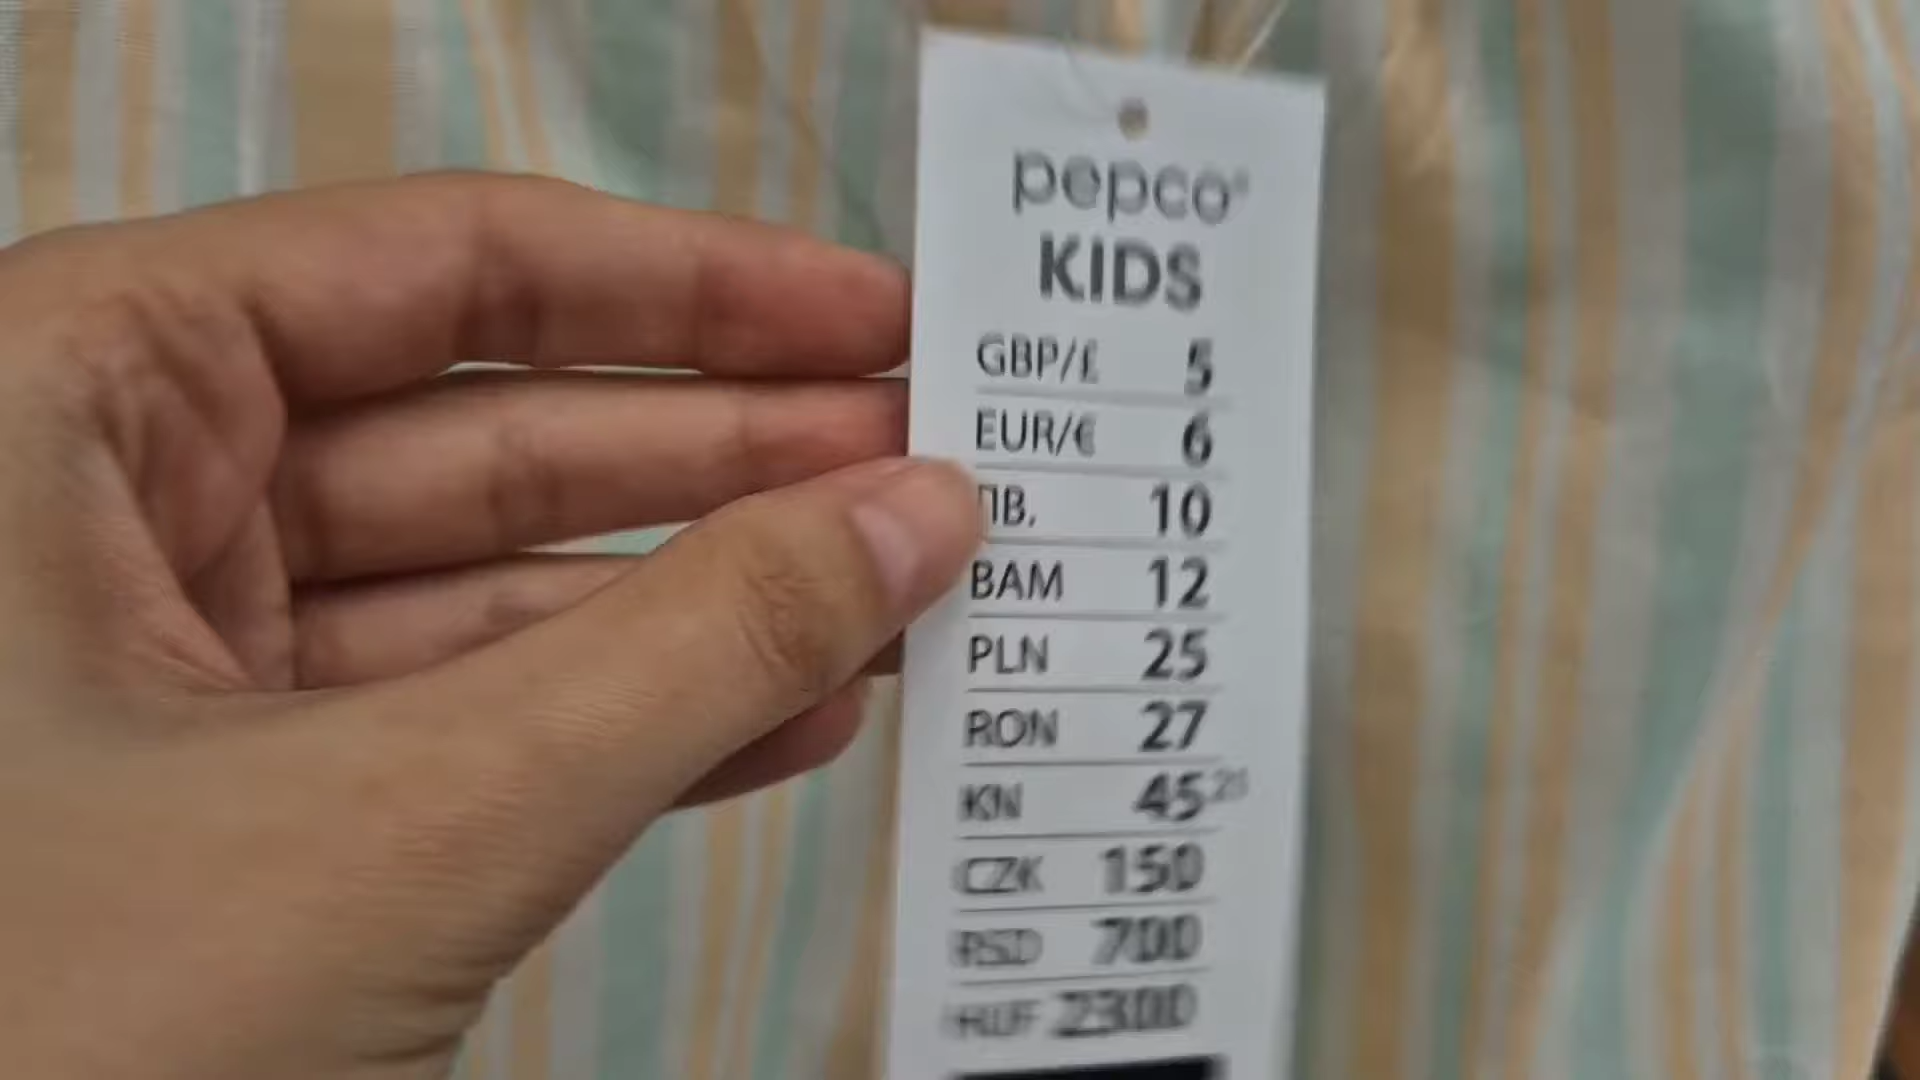 pepco®
KIDS
GBP/£ 5
EUR/€ 6
ЛВ. 10
BAM 12
PLN 25
RON 27
KN 45
CZK 150
RSD 700
HUF 2300